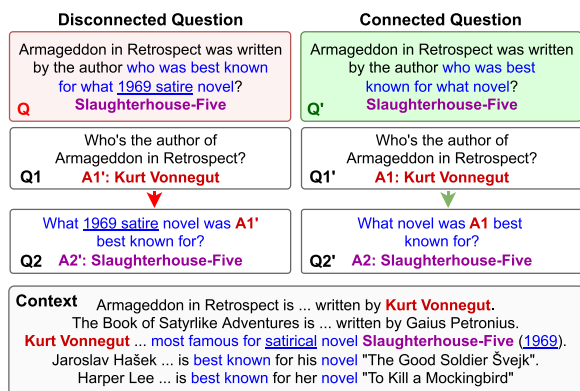 Disconnected Question
Armageddon in Retrospect was written
by the author who was best known
for what 1969 satire novel?
Q Slaughterhouse-Five
Who's the author of
Armageddon in Retrospect?
Q1 A1': Kurt Vonnegut
What 1969 satire novel was A1'
best known for?
Q2 A2': Slaughterhouse-Five
Connected Question
Armageddon in Retrospect was written
by the author who was best
known for what novel?
Q' Slaughterhouse-Five
Who's the author of
Armageddon in Retrospect?
Q1' A1: Kurt Vonnegut
What novel was A1 best
known for?
Q2' A2: Slaughterhouse-Five
Context
Armageddon in Retrospect is ... written by Kurt Vonnegut.
The Book of Satyrlike Adventures is ... written by Gaius Petronius.
Kurt Vonnegut ... most famous for satirical novel Slaughterhouse-Five (1969).
Jaroslav Hašek ... is best known for his novel "The Good Soldier Švejk".
Harper Lee ... is best known for her novel "To Kill a Mockingbird"